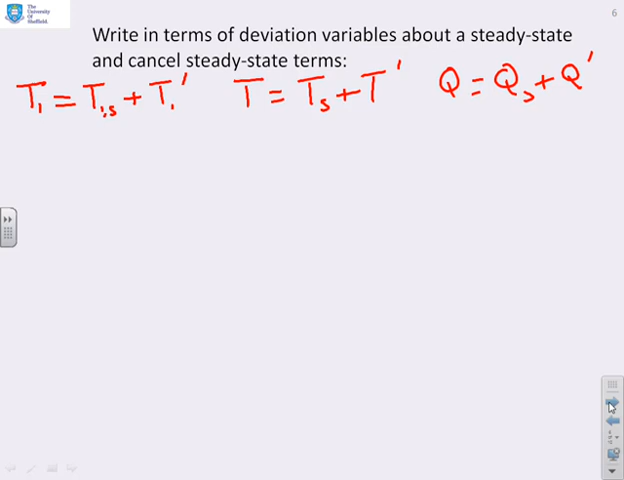 The
University
Of
Sheffield.
6
Write in terms of deviation variables about a steady-state
and cancel steady-state terms:
T₁ = T₁,s + T₁' T = Ts + T' Q = Qs + Q'